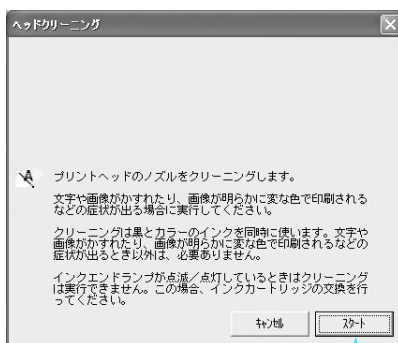 ヘッドクリーニング
プリントヘッドのノズルをクリーニングします。
文字や画像がかすれたり、画像が明らかに変な色で印刷される
などの症状が出る場合に実行してください。
クリーニングは黒とカラーのインクを同時に使います。文字や
画像がかすれたり、画像が明らかに変な色で印刷されるなどの
症状が出るとき以外は、必要ありません。
インクエンドランプが点滅／点灯しているときはクリーニング
は実行できません。この場合、インクカートリッジの交換を行
ってください。
キャンセル
スタート